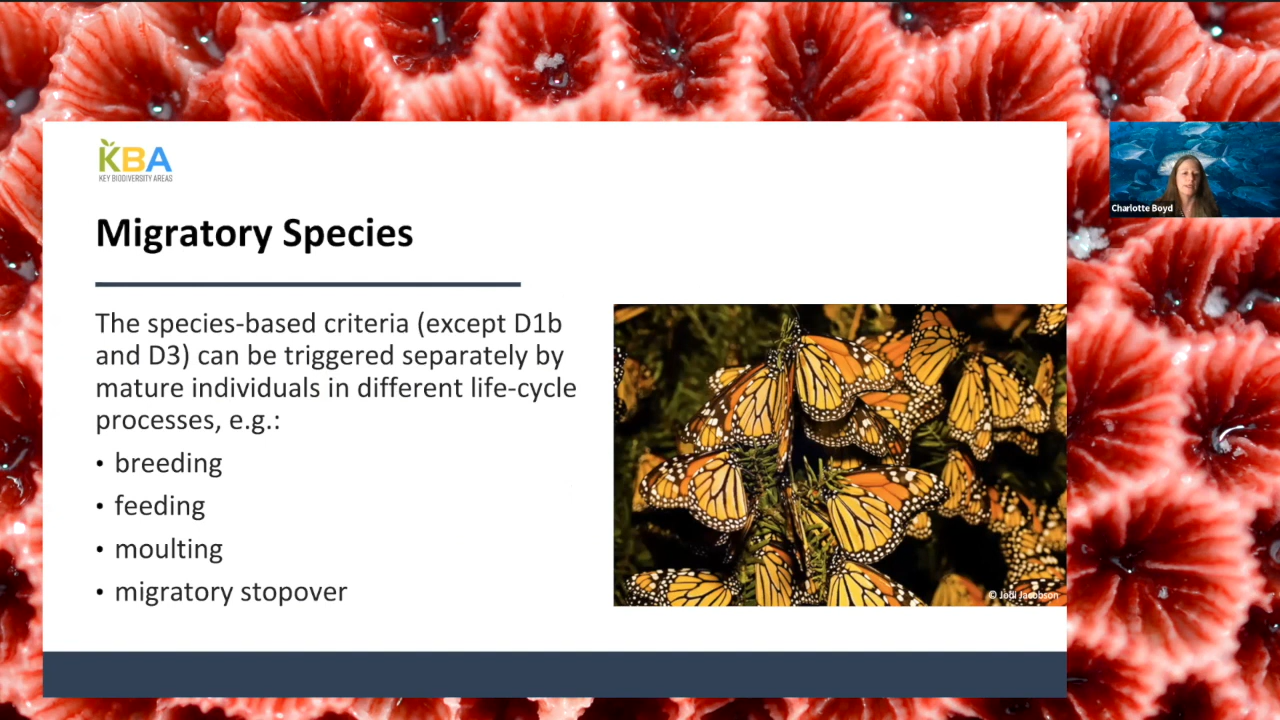 KBA
KEY BIODIVERSITY AREAS
Migratory Species
The species-based criteria (except D1b
and D3) can be triggered separately by
mature individuals in different life-cycle
processes, e.g.:
• breeding
• feeding
• moulting
• migratory stopover
© Jodi Jacobson
Charlotte Boyd